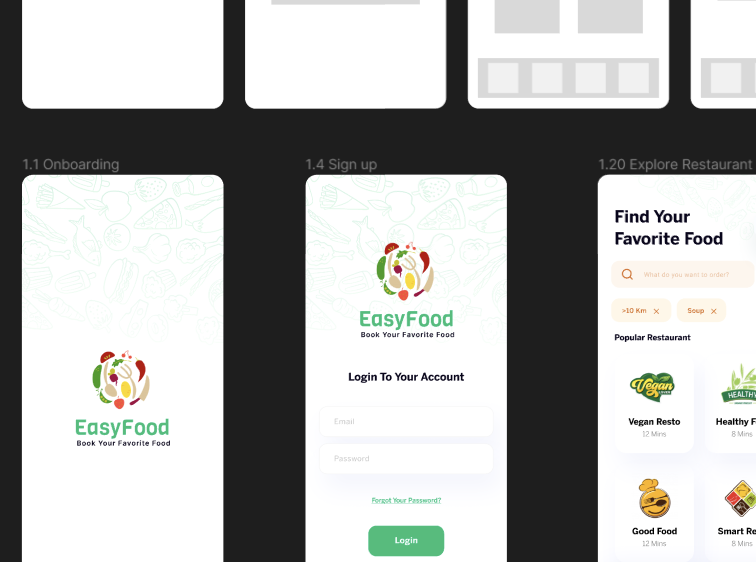 1.1 Onboarding
EasyFood
Book Your Favorite Food
1.4 Sign up
EasyFood
Book Your Favorite Food
Login To Your Account
Email
Password
Forgot Your Password?
Login
1.20 Explore Restaurant
Find Your
Favorite Food
What do you want to order?
>10 Km
Soup
Popular Restaurant
Vegan
Vegan Resto
12 Mins
HEALTHY
Healthy F
8 Mins
Good Food
12 Mins
Smart Re
8 Mins